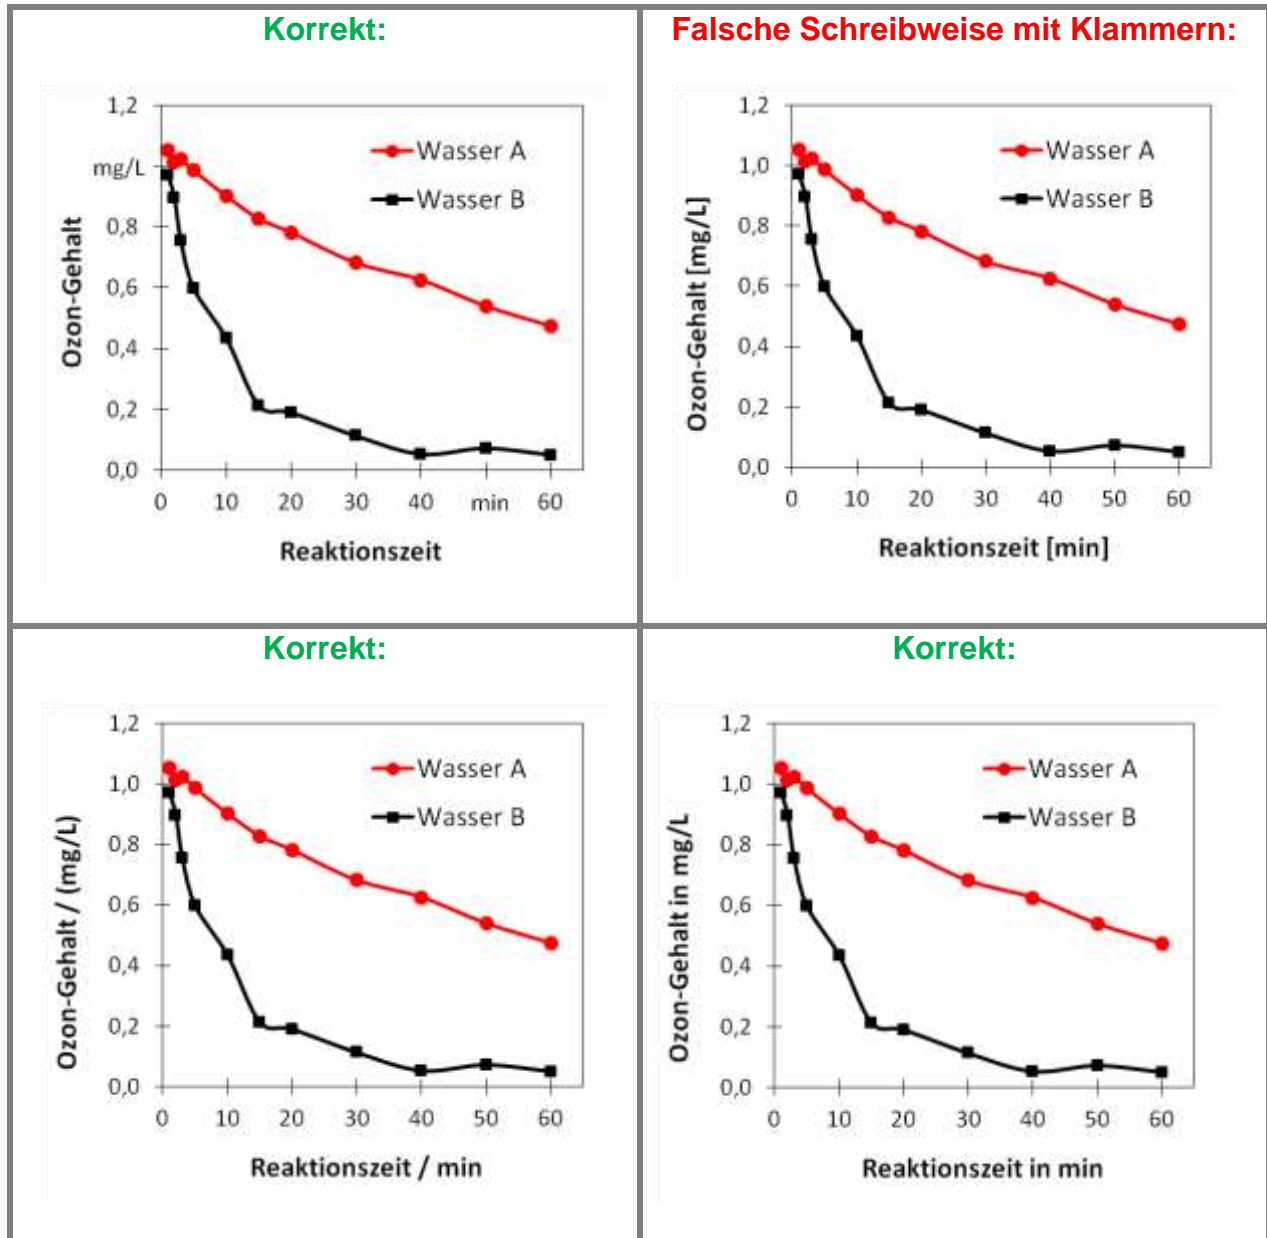 Korrekt:
1,2
mg/L
0,8
0,6
0,4
0,2
0,0
Ozon-Gehalt
Wasser A
Wasser B
0 10 20 30 40 min 60
Reaktionszeit
Falsche Schreibweise mit Klammern:
1,2
1,0
0,8
0,6
0,4
0,2
0,0
Ozon-Gehalt [mg/L]
Wasser A
Wasser B
0 10 20 30 40 50 60
Reaktionszeit [min]
Korrekt:
1,2
1,0
0,8
0,6
0,4
0,2
0,0
Ozon-Gehalt / (mg/L)
Wasser A
Wasser B
0 10 20 30 40 50 60
Reaktionszeit / min
Korrekt:
1,2
1,0
0,8
0,6
0,4
0,2
0,0
Ozon-Gehalt in mg/L
Wasser A
Wasser B
0 10 20 30 40 50 60
Reaktionszeit in min